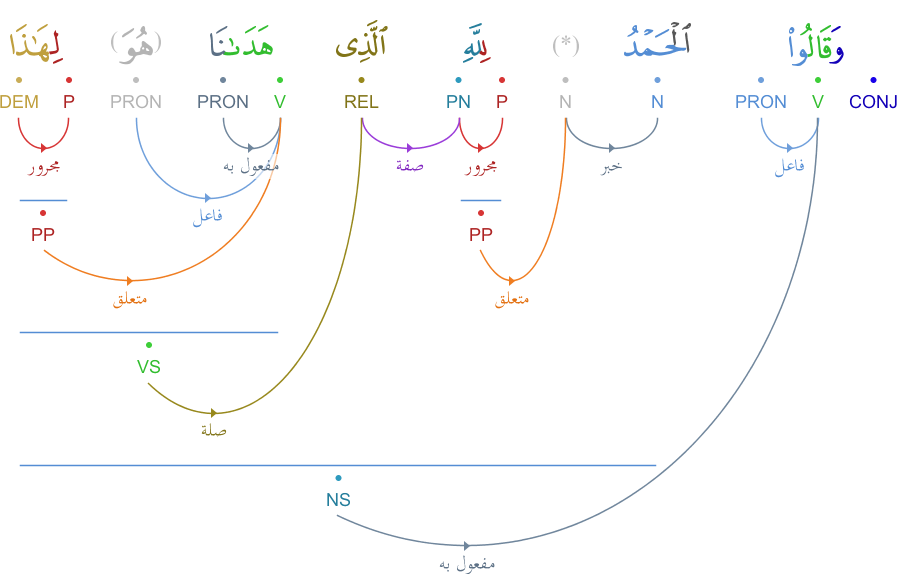 وَقَالُوا۟ ٱلْحَمْدُ (*) لِلَّهِ ٱلَّذِى هَدَىٰنَا (هُوَ) لِهَٰذَا
DEM P PRON PRON V REL PN P N N PRON V CONJ
مجرور مفعول به صفة مجرور خبر فاعل
فاعل
PP PP
متعلق متعلق
VS
صلة
NS
مفعول به